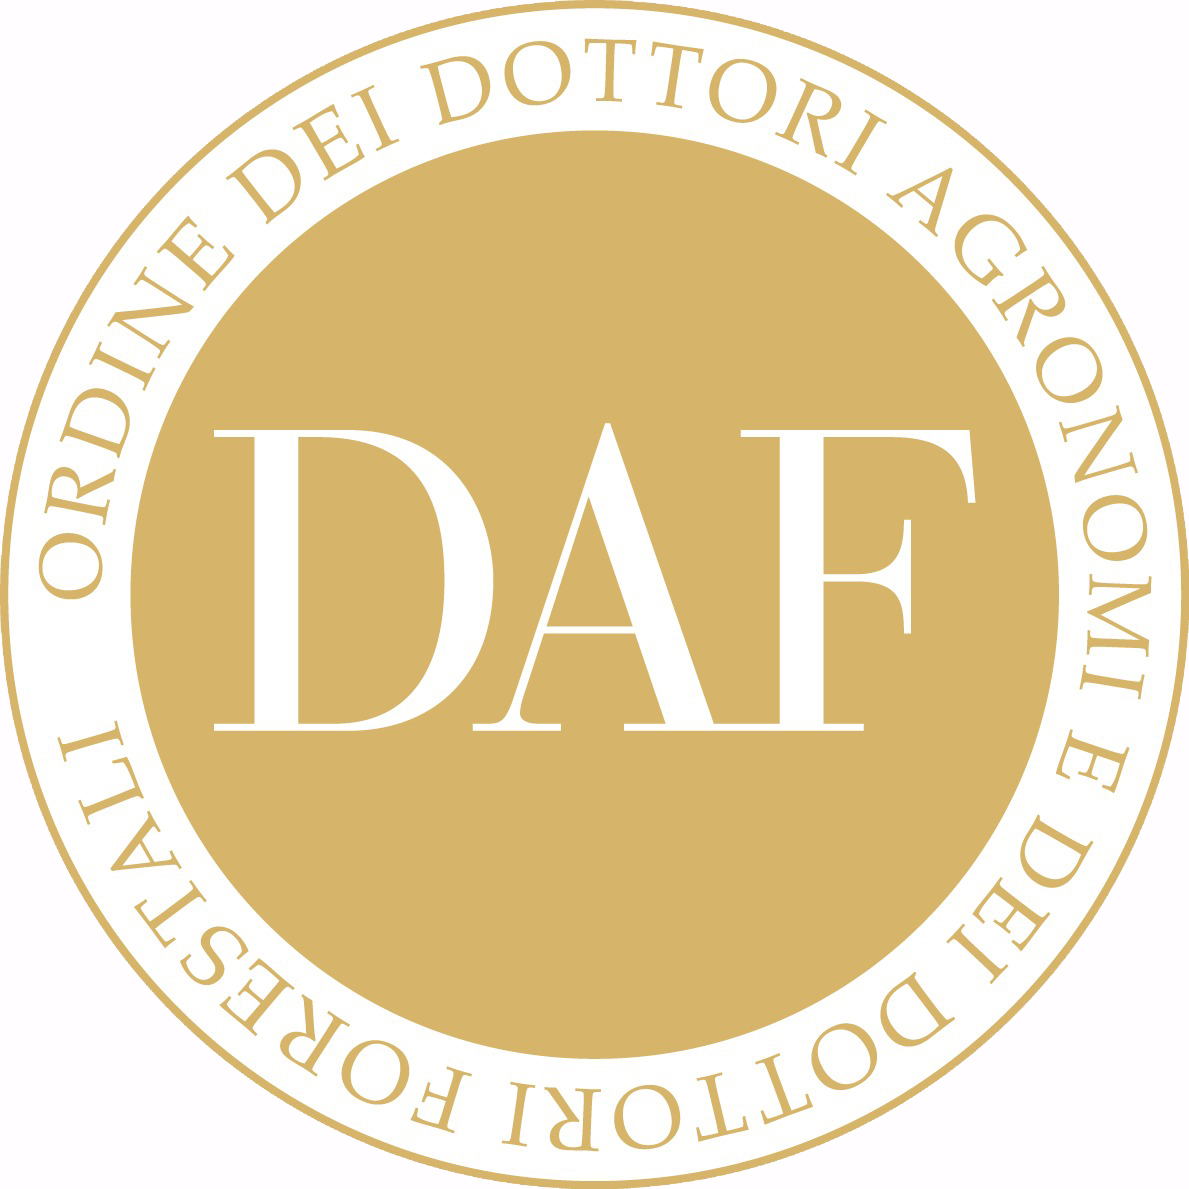 ORDINE DEI DOTTORI AGRONOMI E DEI DOTTORI FORESTALI
DAF